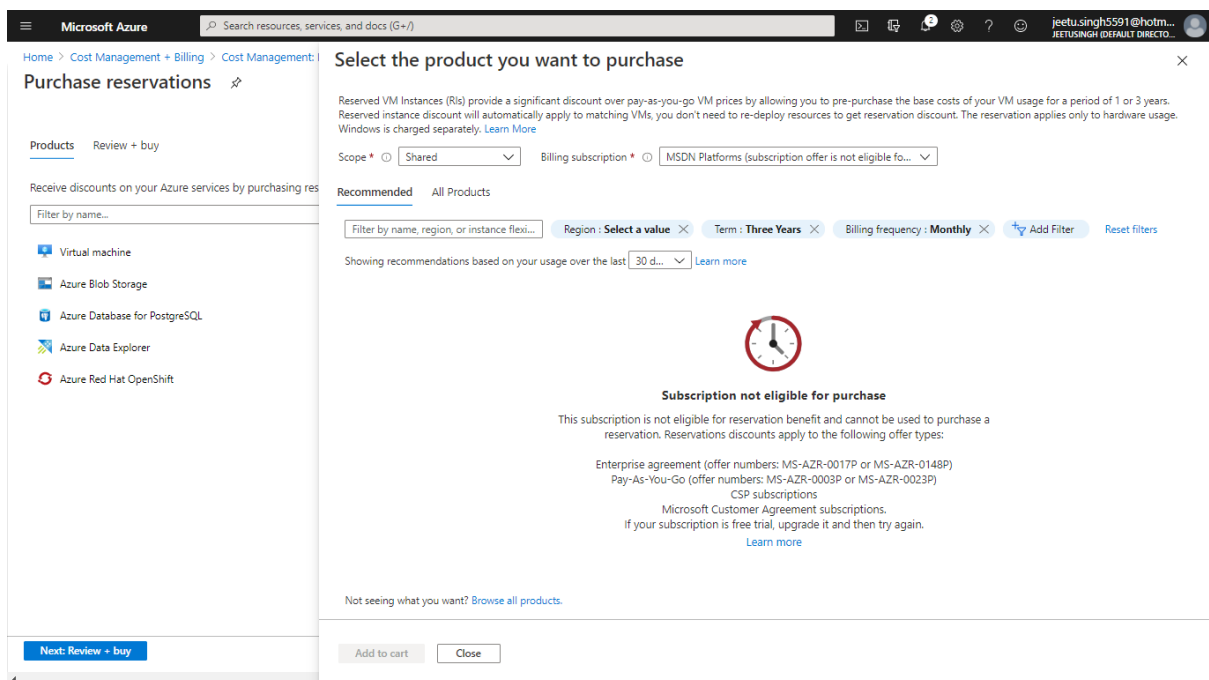 Microsoft Azure
Search resources, services, and docs (G+/)
2
jeetu.singh5591@hotm...
JEETUSINGH (DEFAULT DIRECTO...
Home > Cost Management + Billing > Cost Management:
Purchase reservations
Products Review + buy
Receive discounts on your Azure services by purchasing res
Filter by name...
Virtual machine
Azure Blob Storage
Azure Database for PostgreSQL
Azure Data Explorer
Azure Red Hat OpenShift
Next: Review + buy
Select the product you want to purchase
Reserved VM Instances (RIs) provide a significant discount over pay-as-you-go VM prices by allowing you to pre-purchase the base costs of your VM usage for a period of 1 or 3 years.
Reserved instance discount will automatically apply to matching VMs, you don't need to re-deploy resources to get reservation discount. The reservation applies only to hardware usage.
Windows is charged separately. Learn More
Scope * Shared Billing subscription * MSDN Platforms (subscription offer is not eligible fo...
Recommended All Products
Filter by name, region, or instance flexi... Region : Select a value Term : Three Years Billing frequency : Monthly Add Filter Reset filters
Showing recommendations based on your usage over the last 30 d... Learn more
Subscription not eligible for purchase
This subscription is not eligible for reservation benefit and cannot be used to purchase a
reservation. Reservations discounts apply to the following offer types:
Enterprise agreement (offer numbers: MS-AZR-0017P or MS-AZR-0148P)
Pay-As-You-Go (offer numbers: MS-AZR-0003P or MS-AZR-0023P)
CSP subscriptions
Microsoft Customer Agreement subscriptions.
If your subscription is free trial, upgrade it and then try again.
Learn more
Not seeing what you want? Browse all products.
Add to cart Close